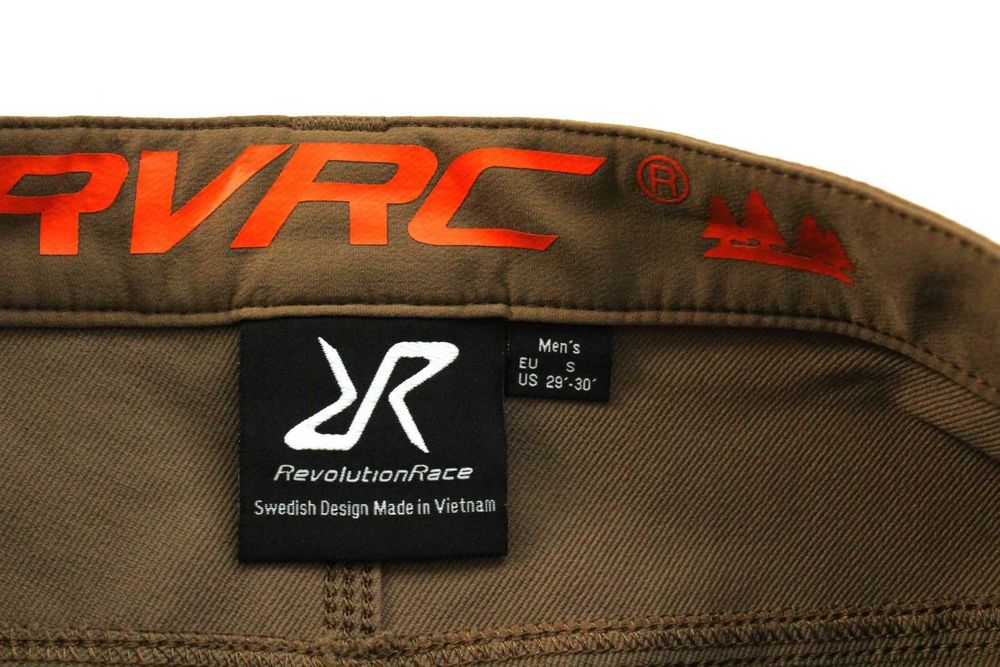 RVRC®
Men's
EU S
US 29´-30´
RevolutionRace
Swedish Design Made in Vietnam